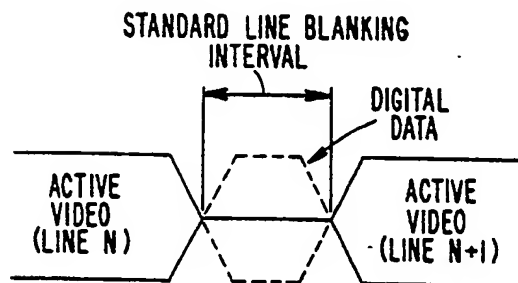 STANDARD LINE BLANKING
INTERVAL
DIGITAL
DATA
ACTIVE
VIDEO
(LINE N)
ACTIVE
VIDEO
(LINE N+1)